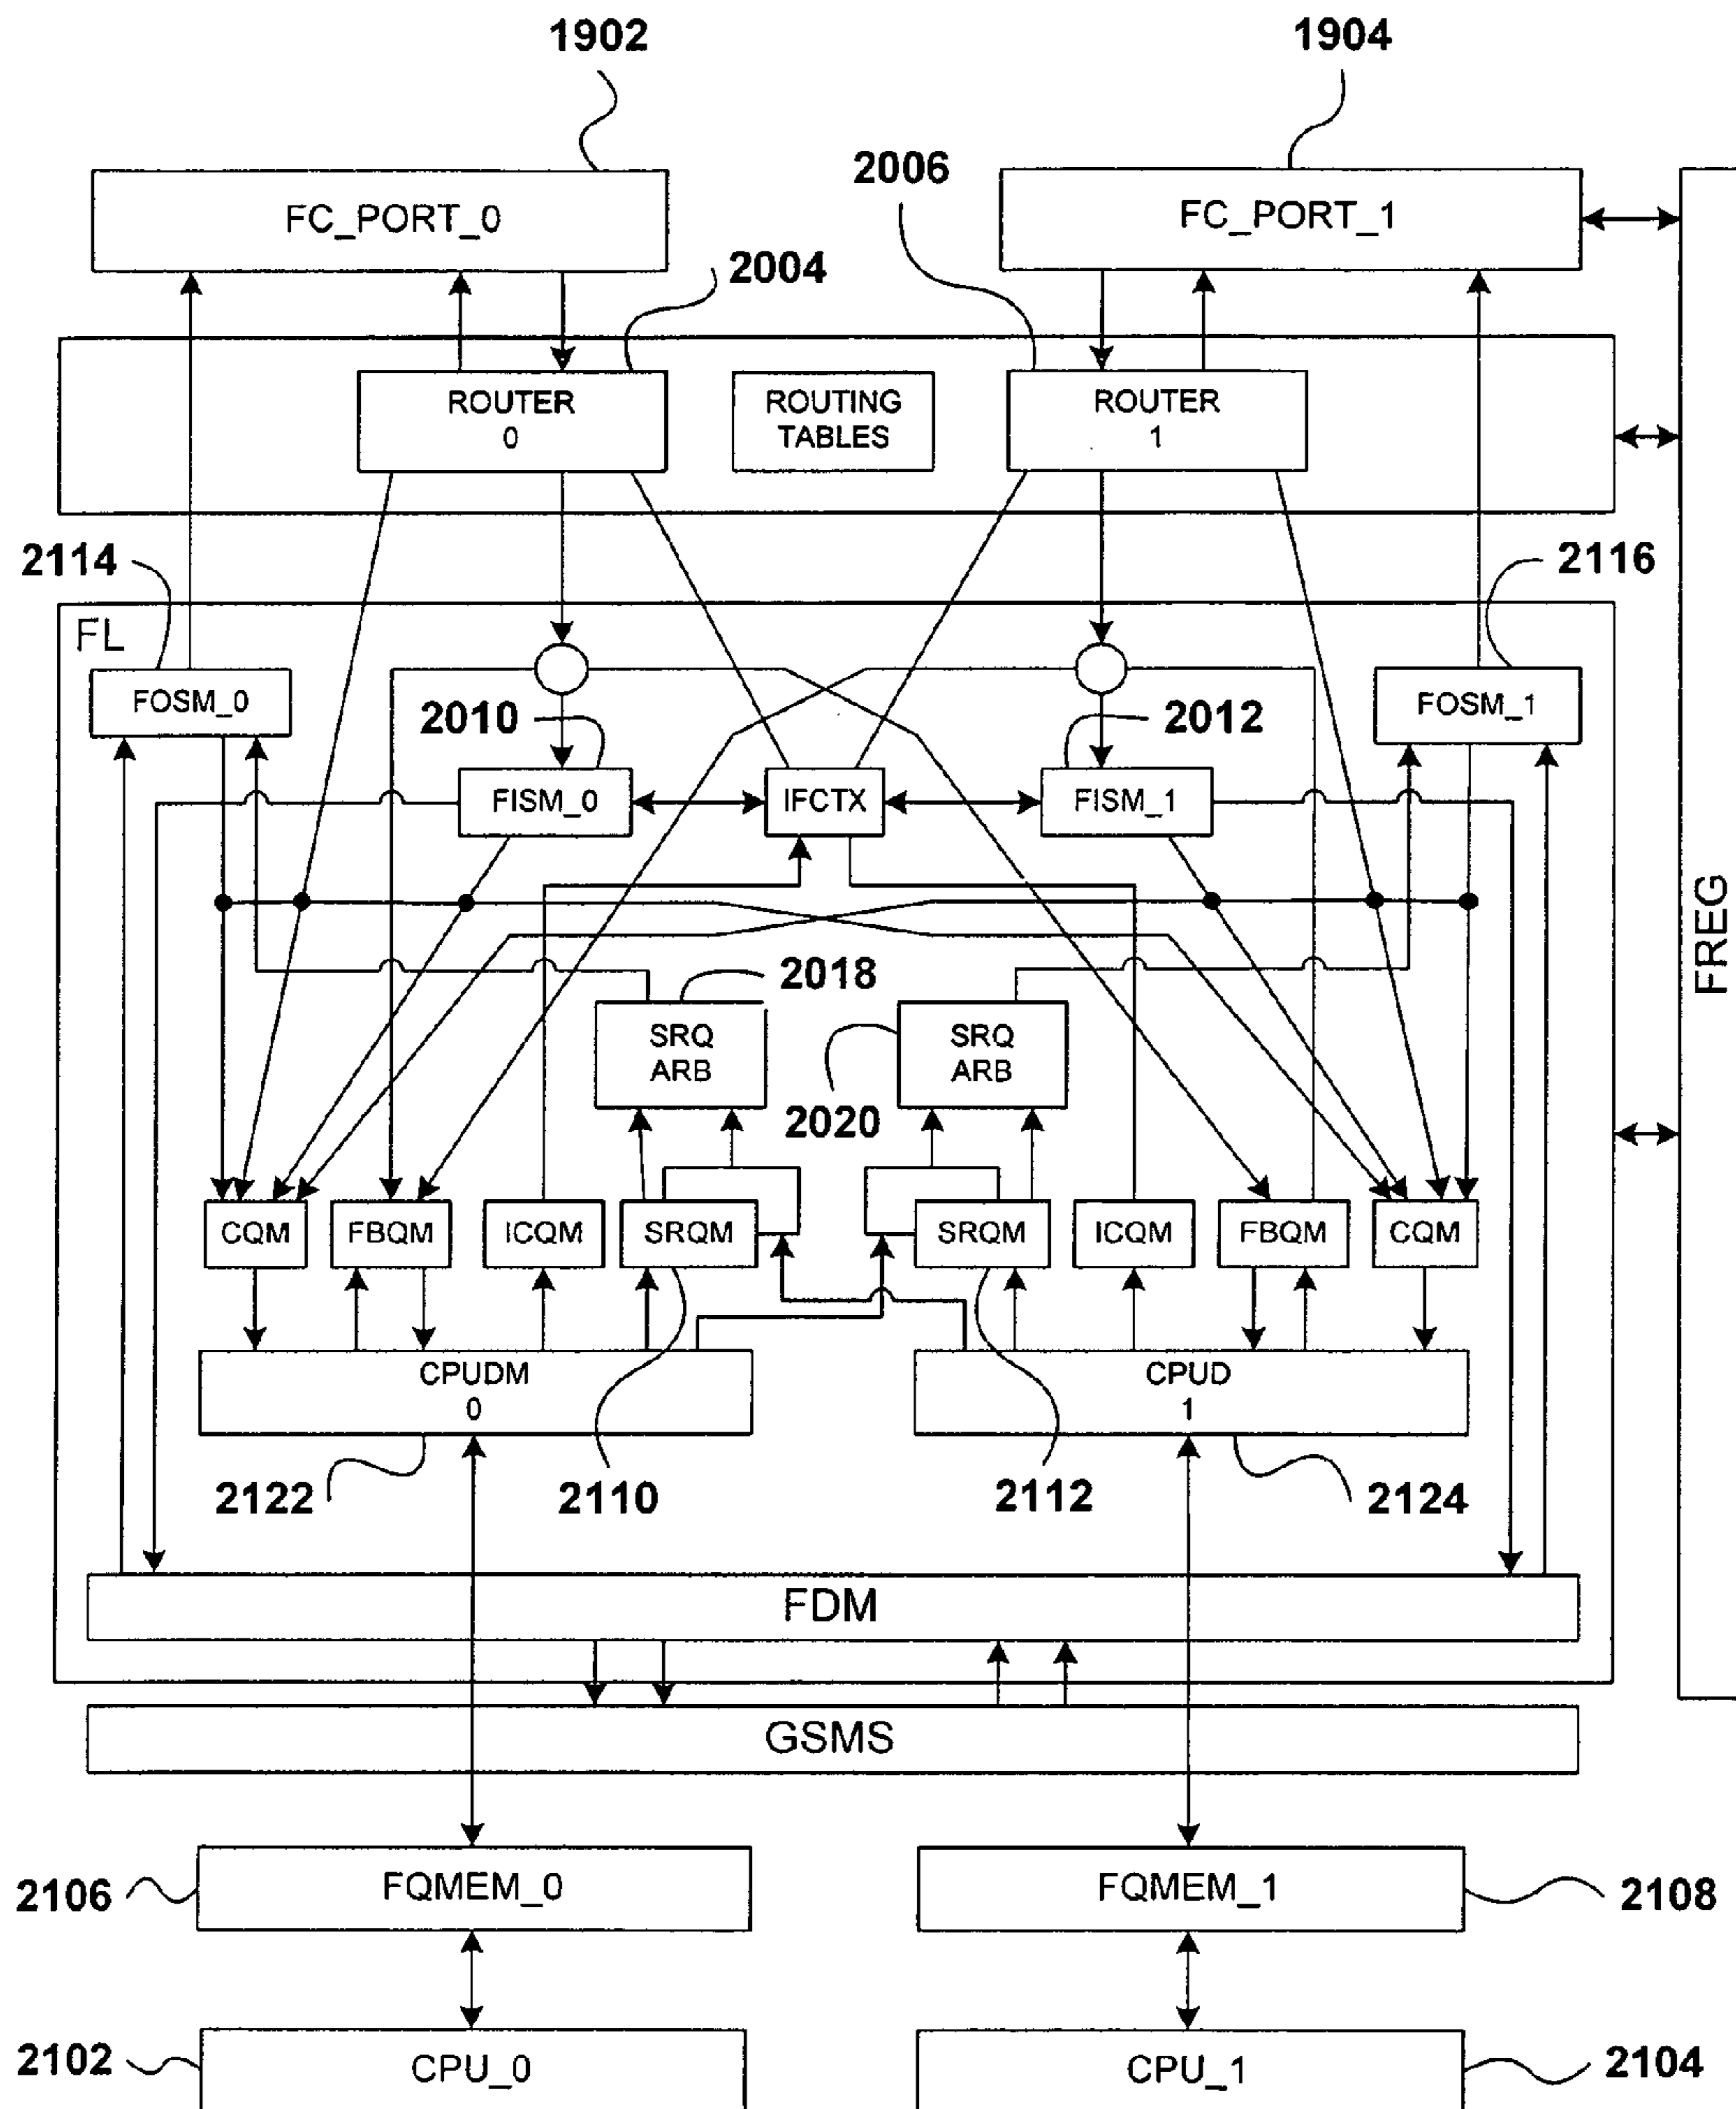 1902
1904
FC_PORT_0
2006
FC_PORT_1
2004
ROUTER
0
ROUTING
TABLES
ROUTER
1
2114
2116
FL
FOSM_0
FOSM_1
2010
2012
FISM_0
IFCTX
FISM_1
FREG
2018
SRQ
ARB
2020
SRQ
ARB
CQM
FBQM
ICQM
SRQM
SRQM
ICQM
FBQM
CQM
CPUDM
0
CPUD
1
2122
2110
2112
2124
FDM
GSMS
2106
FQMEM_0
FQMEM_1
2108
2102
CPU_0
CPU_1
2104